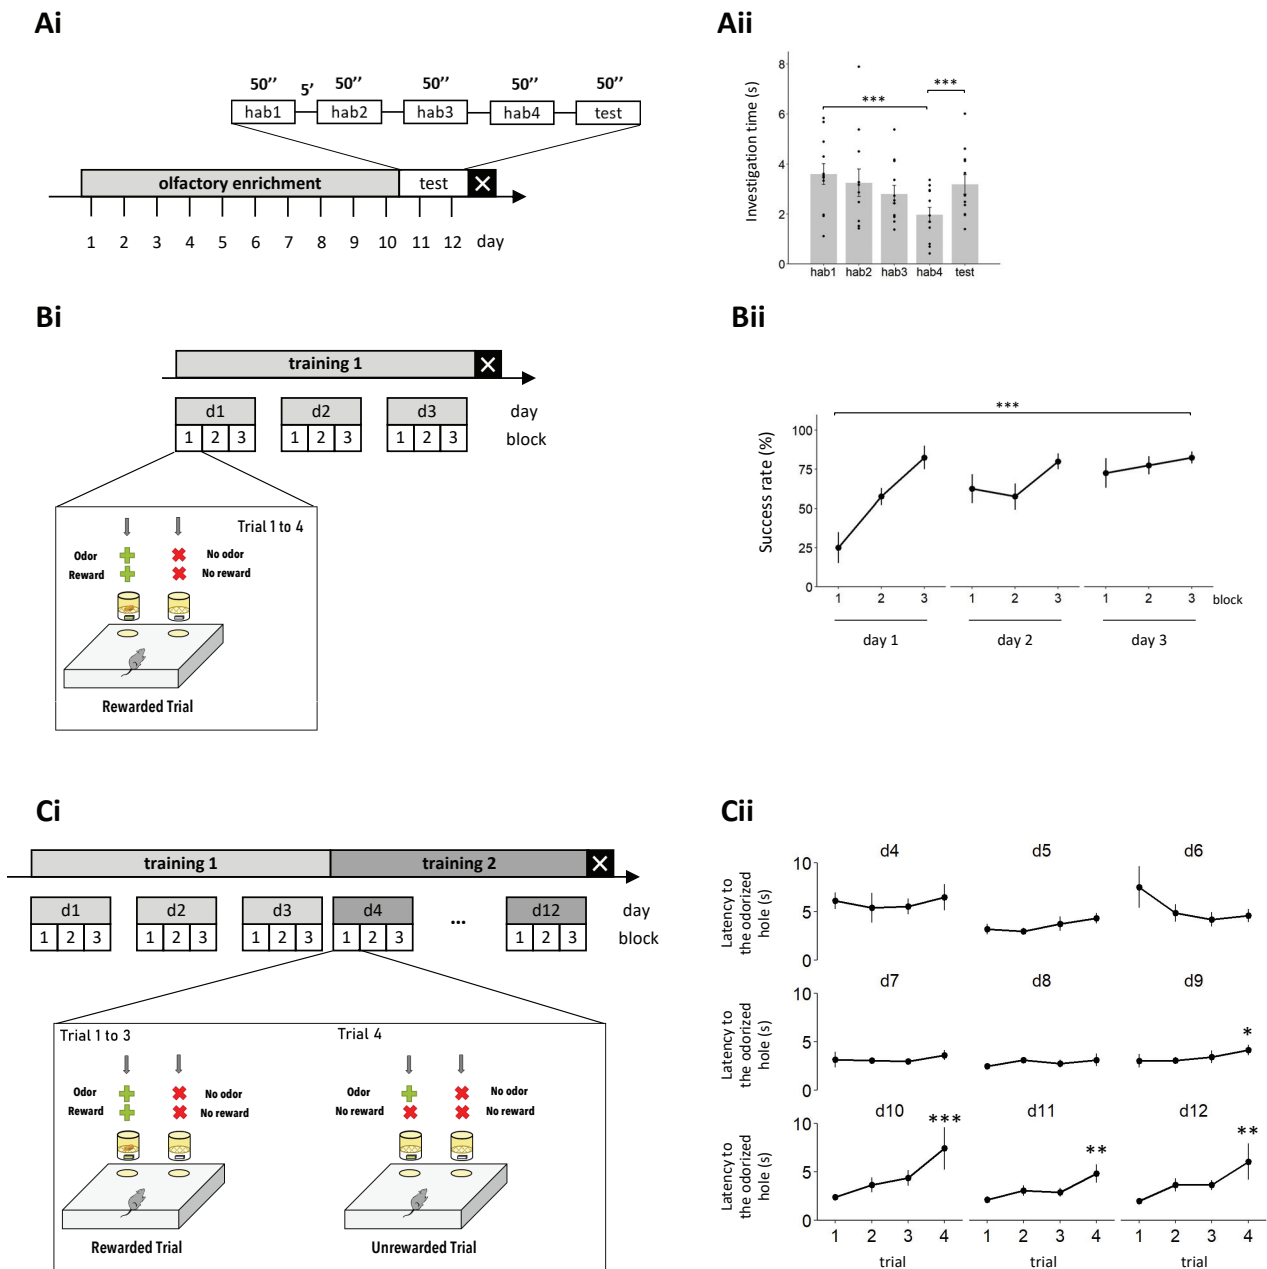 Ai
50’’ 5’ 50’’ 50’’ 50’’ 50’’
hab1 hab2 hab3 hab4 test
olfactory enrichment test
1 2 3 4 5 6 7 8 9 10 11 12 day
Aii
Investigation time (s)
8
6
4
2
0
*** ***
hab1 hab2 hab3 hab4 test
Bi
training 1
d1 d2 d3 day
1 2 3 1 2 3 1 2 3 block
Trial 1 to 4
Odor No odor
Reward No reward
Rewarded Trial
Bii
Success rate (%)
100
75
50
25
0
***
1 2 3 1 2 3 1 2 3 block
day 1 day 2 day 3
Ci
training 1 training 2
d1 d2 d3 d4 ... d12 day
1 2 3 1 2 3 1 2 3 1 2 3 1 2 3 block
Trial 1 to 3 Trial 4
Odor No odor Odor No odor
Reward No reward No reward No reward
Rewarded Trial Unrewarded Trial
Cii
d4 d5 d6
Latency to
the odorized
hole (s)
10
5
0
d7 d8 d9
Latency to
the odorized
hole (s)
10
5
0
*
d10 d11 d12
Latency to
the odorized
hole (s)
10
5
0
*** ** **
1 2 3 4 1 2 3 4 1 2 3 4
trial trial trial